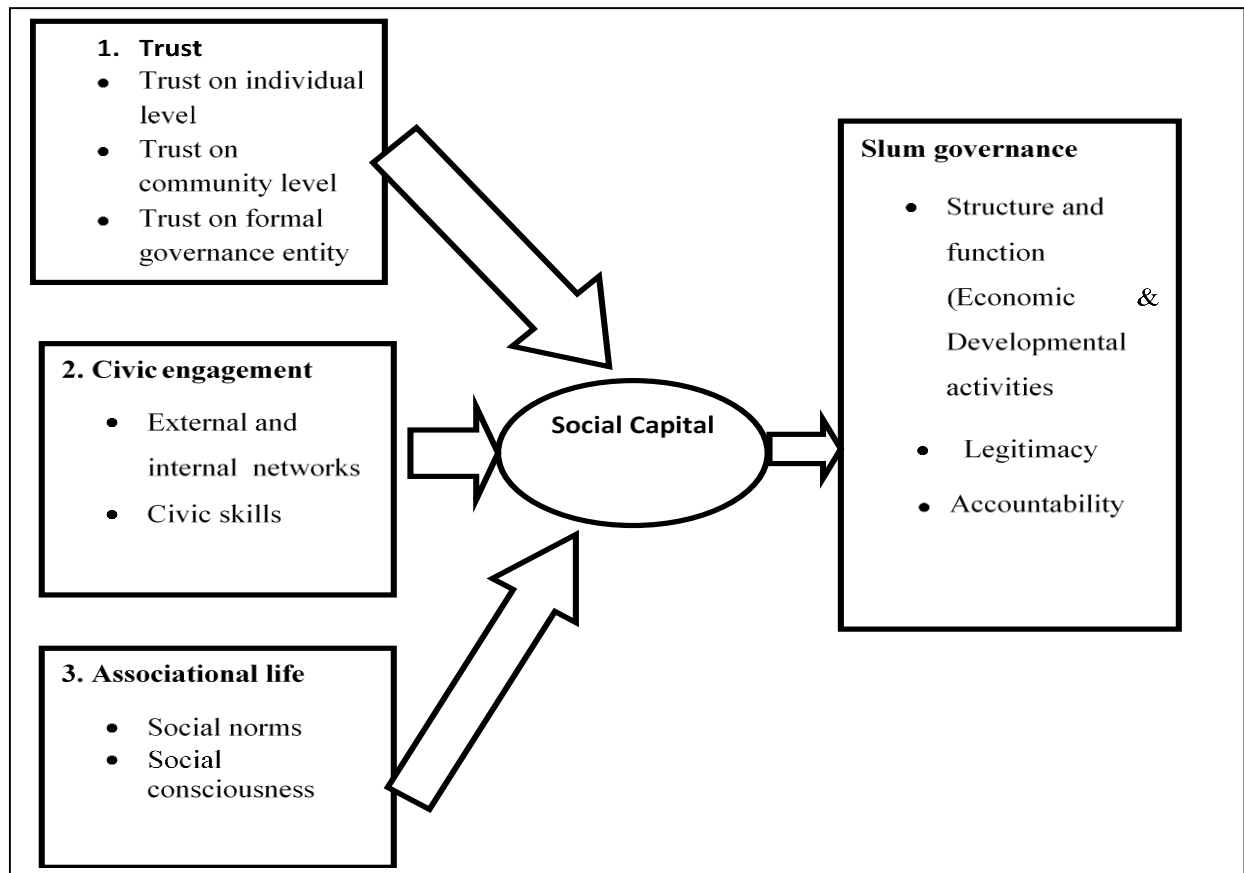 1. Trust
• Trust on individual
level
• Trust on
community level
• Trust on formal
governance entity
2. Civic engagement
• External and
internal networks
• Civic skills
3. Associational life
• Social norms
• Social
consciousness
Social Capital
Slum governance
• Structure and
function
(Economic &
Developmental
activities
• Legitimacy
• Accountability